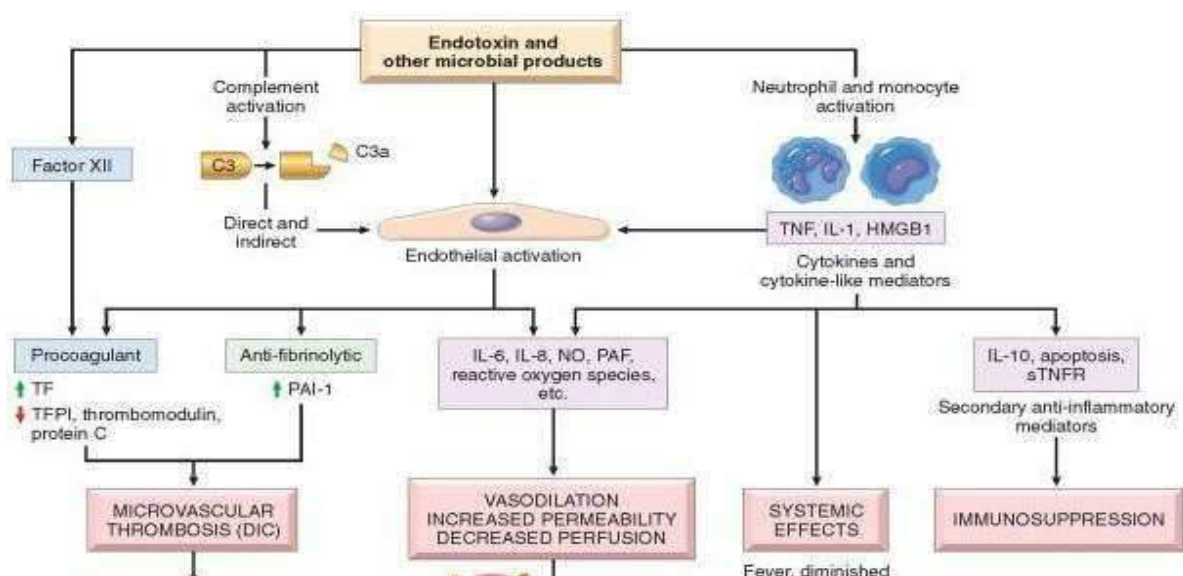 Endotoxin and
other microbial products
Complement
activation
Neutrophil and monocyte
activation
Factor XII
C3
C3a
Direct and
indirect
Endothelial activation
TNF, IL-1, HMGB1
Cytokines and
cytokine-like mediators
Procoagulant
TF
TFPI, thrombomodulin,
protein C
Anti-fibrinolytic
PAI-1
IL-6, IL-8, NO, PAF,
reactive oxygen species,
etc.
IL-10, apoptosis,
sTNFR
Secondary anti-inflammatory
mediators
MICROVASCULAR
THROMBOSIS (DIC)
VASODILATION
INCREASED PERMEABILITY
DECREASED PERFUSION
SYSTEMIC
EFFECTS
IMMUNOSUPPRESSION
Fever, diminished